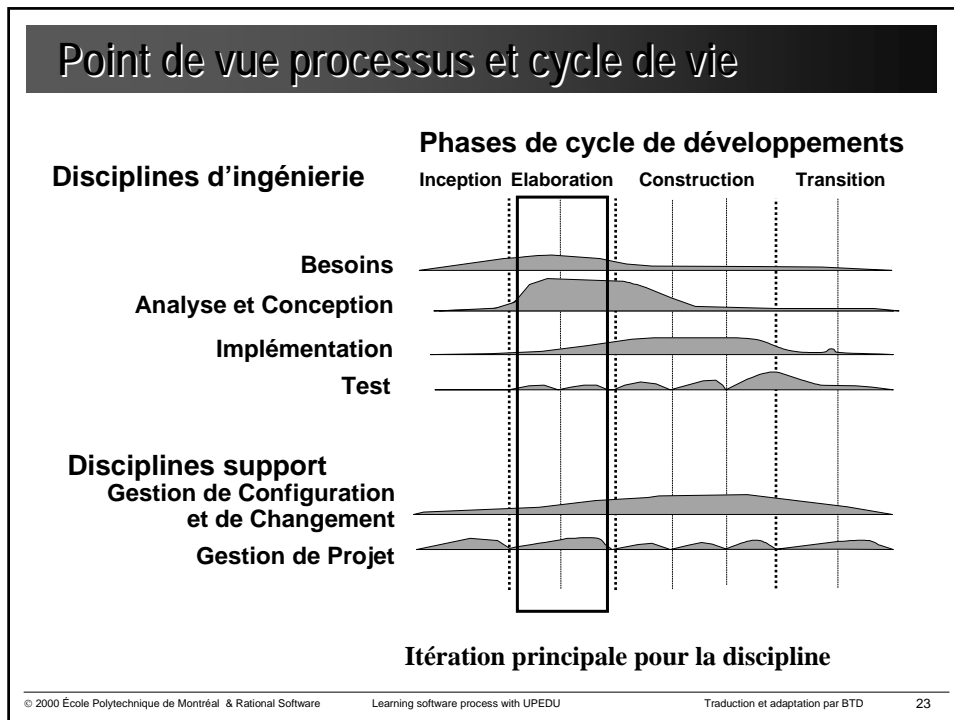 Point de vue processus et cycle de vie
Phases de cycle de développements
Disciplines d'ingénierie
Inception Elaboration Construction Transition
Besoins
Analyse et Conception
Implémentation
Test
Disciplines support
Gestion de Configuration
et de Changement
Gestion de Projet
Itération principale pour la discipline
© 2000 École Polytechnique de Montréal & Rational Software Learning software process with UPEDU Traduction et adaptation par BTD 23